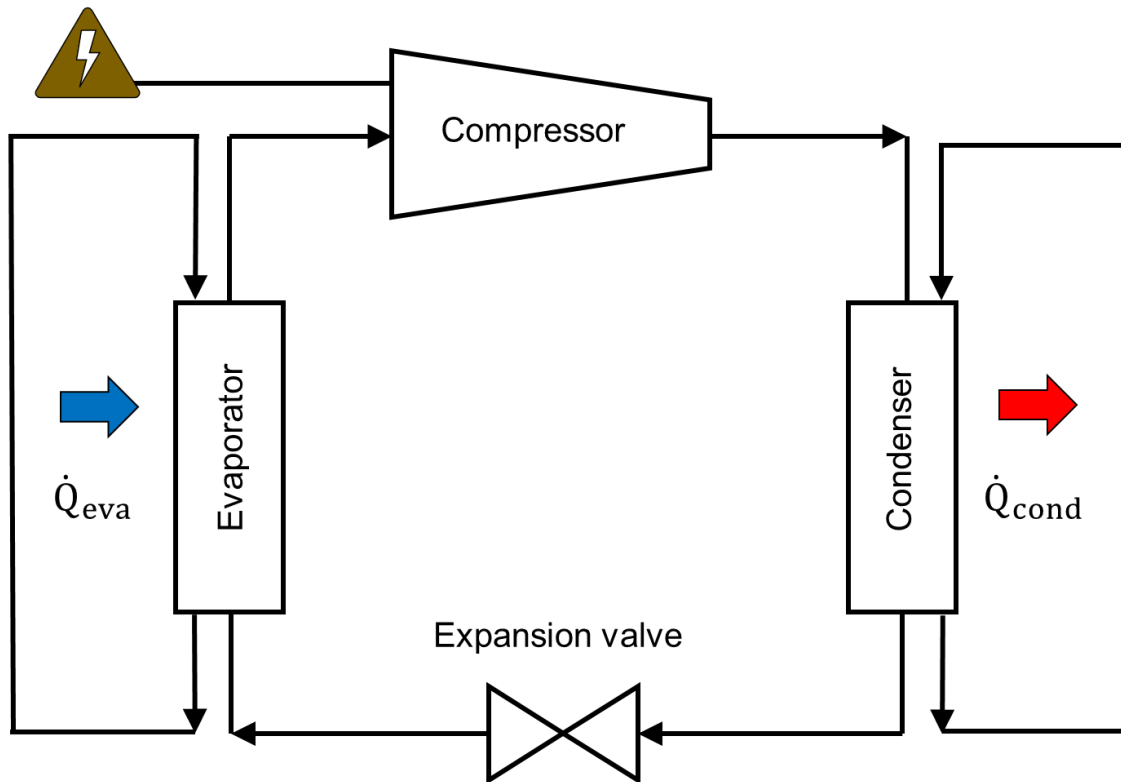 Compressor
Evaporator
Condenser
Q̇eva
Q̇cond
Expansion valve